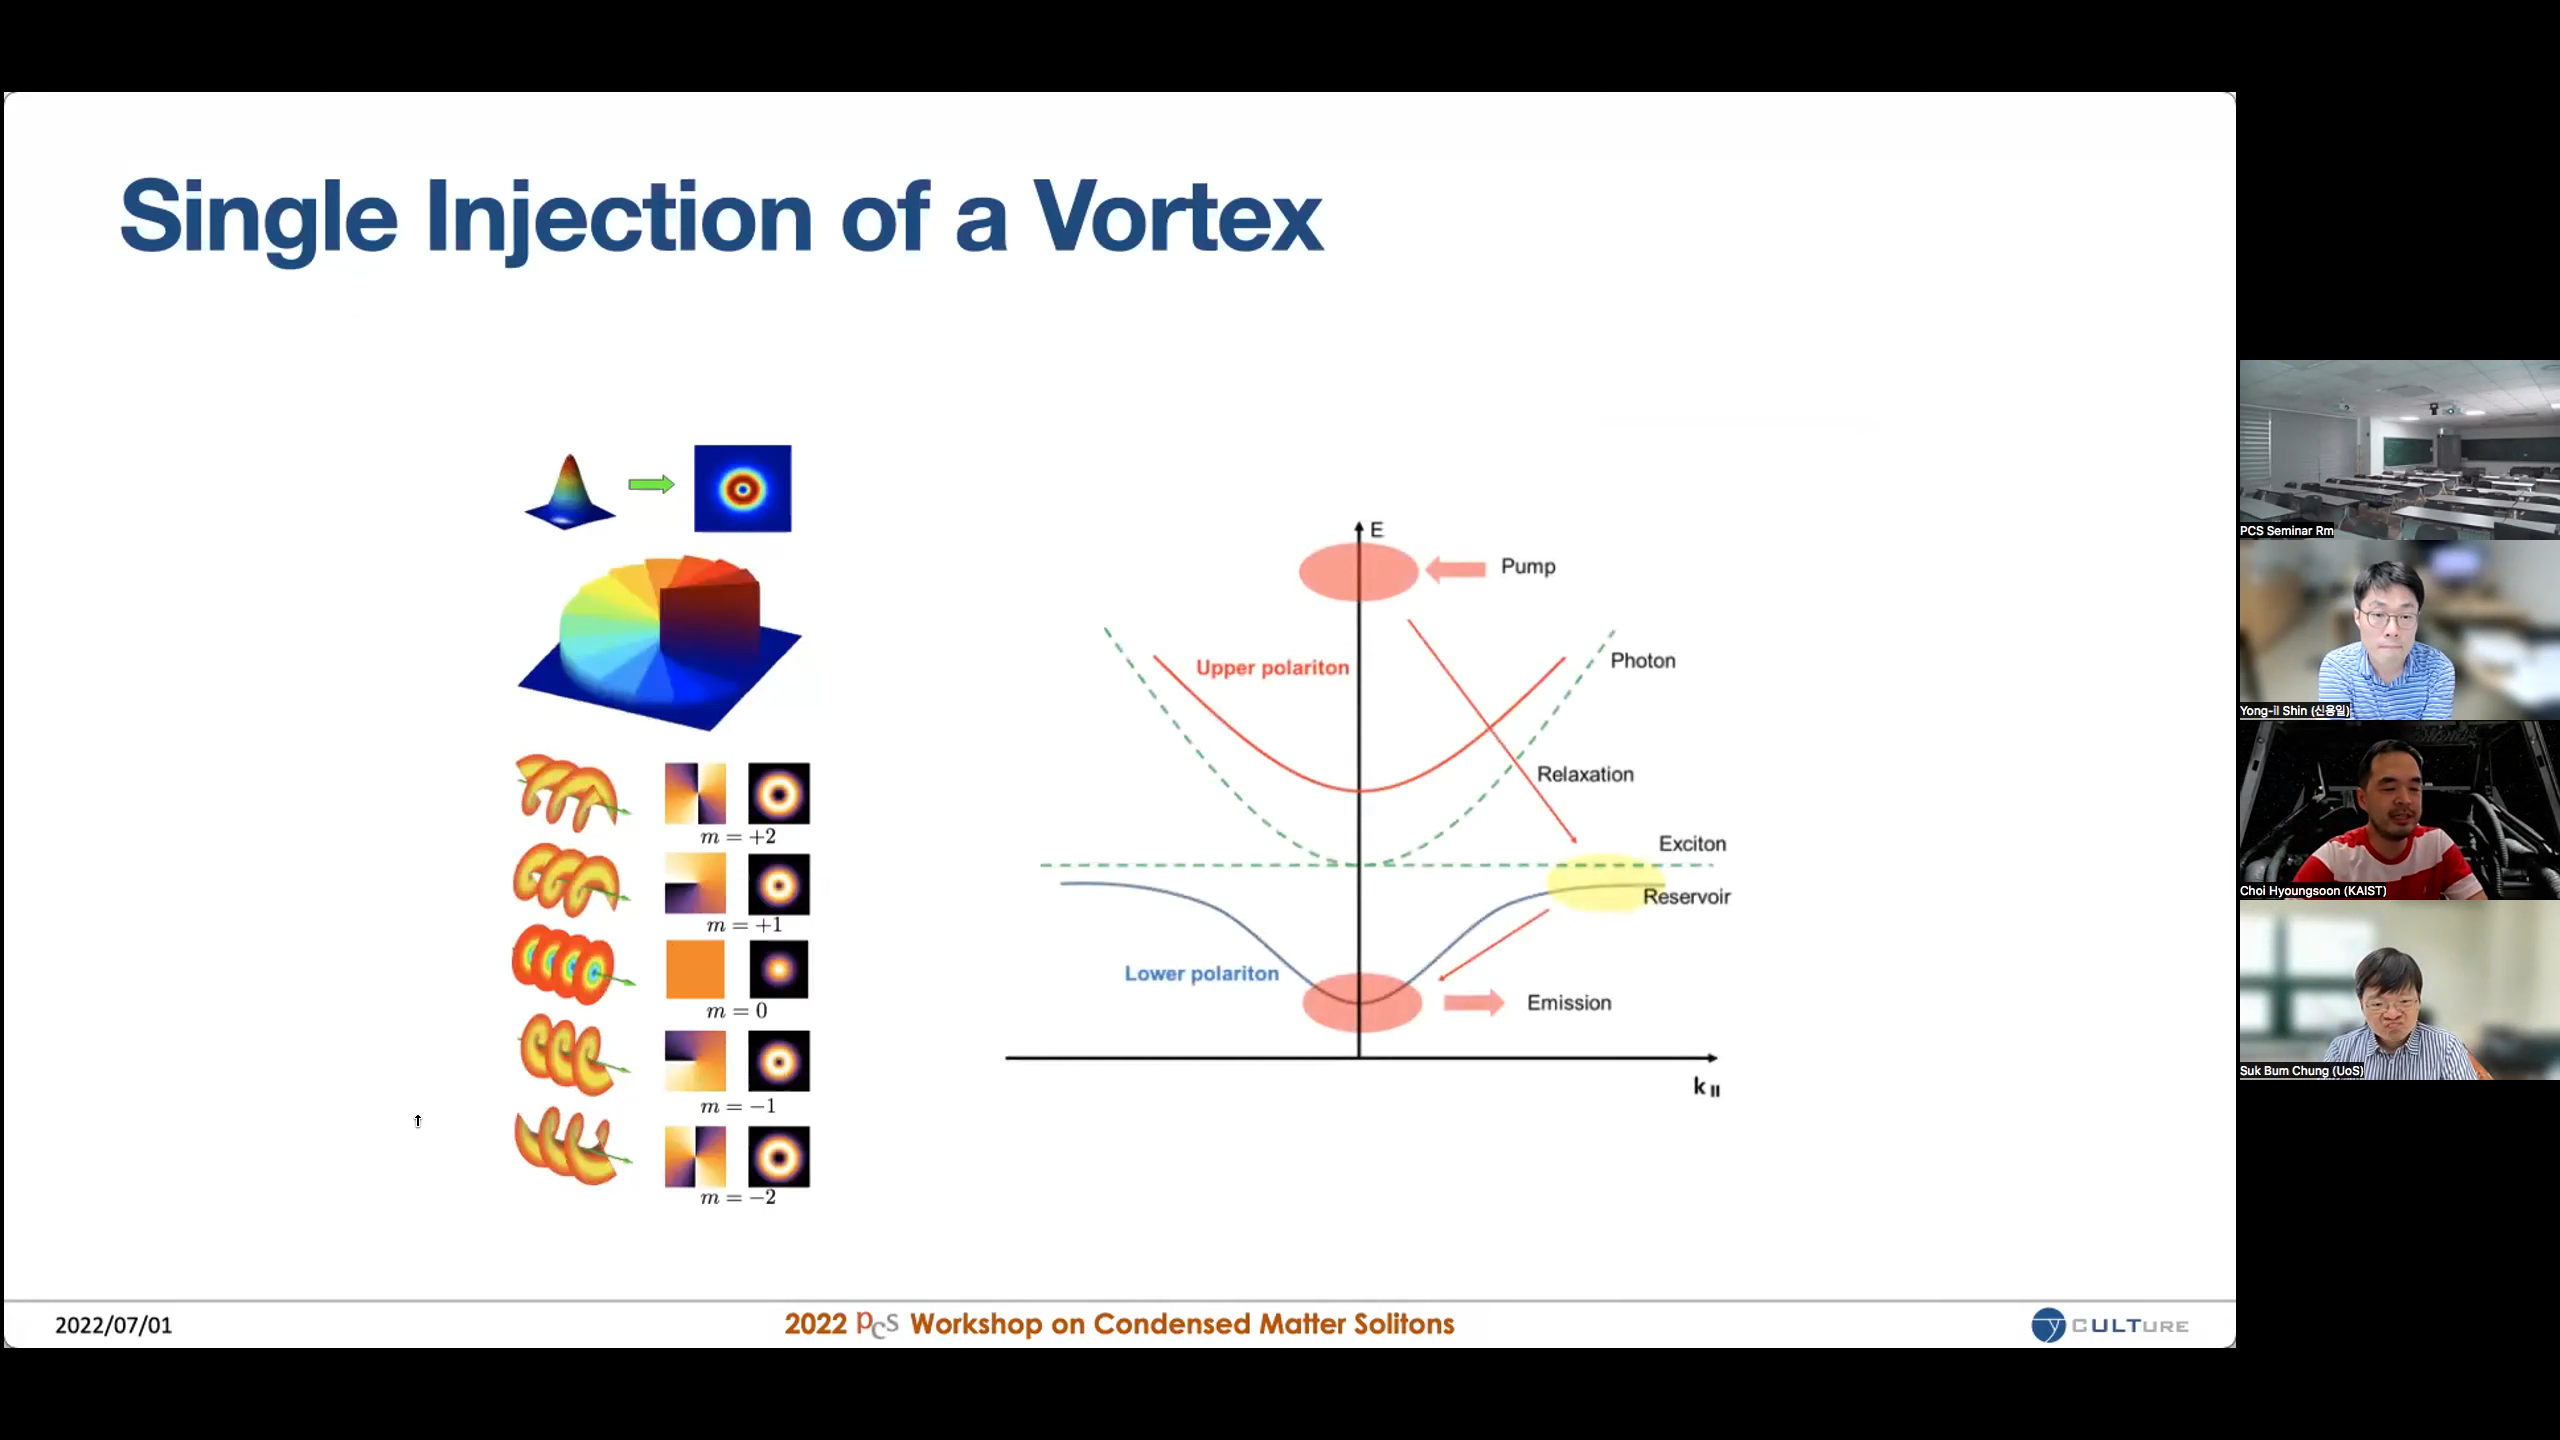 Single Injection of a Vortex
m = +2
m = +1
m = 0
m = −1
m = −2
E
Pump
Upper polariton
Photon
Relaxation
Exciton
Reservoir
Lower polariton
Emission
k II
2022/07/01
2022 PCS Workshop on Condensed Matter Solitons
CULTURE
PCS Seminar Rm
Yong-il Shin (신용일)
Choi Hyoungsoon (KAIST)
Suk Bum Chung (UoS)